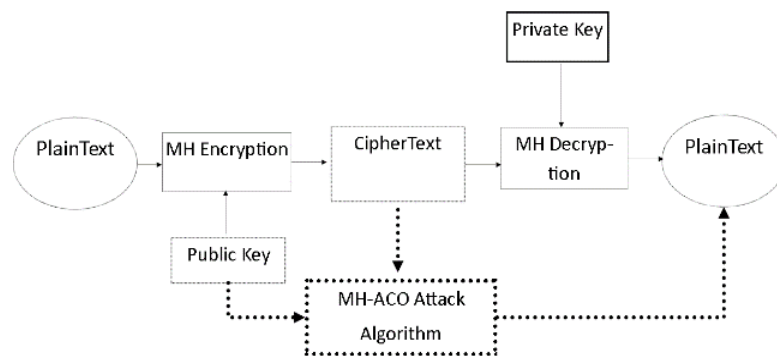 Private Key
PlainText
MH Encryption
CipherText
MH Decryp-
tion
PlainText
Public Key
MH-ACO Attack
Algorithm